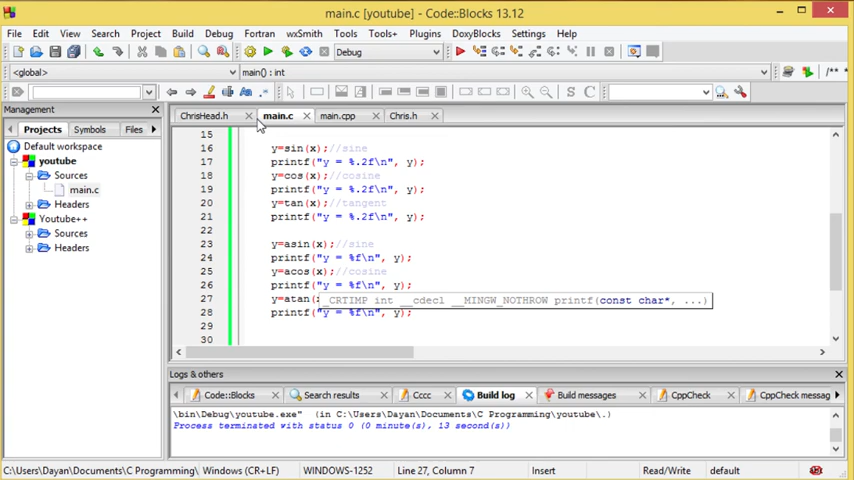 main.c [youtube] - Code::Blocks 13.12
File Edit View Search Project Build Debug Fortran wxSmith Tools Tools+ Plugins DoxyBlocks Settings Help
Debug
<global> main() : int /** *
Management
Projects Symbols Files
Default workspace
youtube
Sources
main.c
Headers
Youtube++
Sources
Headers
ChrisHead.h main.c main.cpp Chris.h
15
16 y=sin(x);//sine
17 printf("y = %.2f\n", y);
18 y=cos(x);//cosine
19 printf("y = %.2f\n", y);
20 y=tan(x);//tangent
21 printf("y = %.2f\n", y);
22
23 y=asin(x);//sine
24 printf("y = %f\n", y);
25 y=acos(x);//cosine
26 printf("y = %f\n", y);
27 y=atan(
_CRTIMP int __cdecl __MINGW_NOTHROW printf(const char*, ...)
28 printf("y = %f\n", y);
29
30
Logs & others
Code::Blocks Search results Cccc Build log Build messages CppCheck CppCheck messag
\bin\Debug\youtube.exe" (in C:\Users\Dayan\Documents\C Programming\youtube\.)
Process terminated with status 0 (0 minute(s), 13 second(s))
C:\Users\Dayan\Documents\C Programming\ Windows (CR+LF) WINDOWS-1252 Line 27, Column 7 Insert Read/Write default